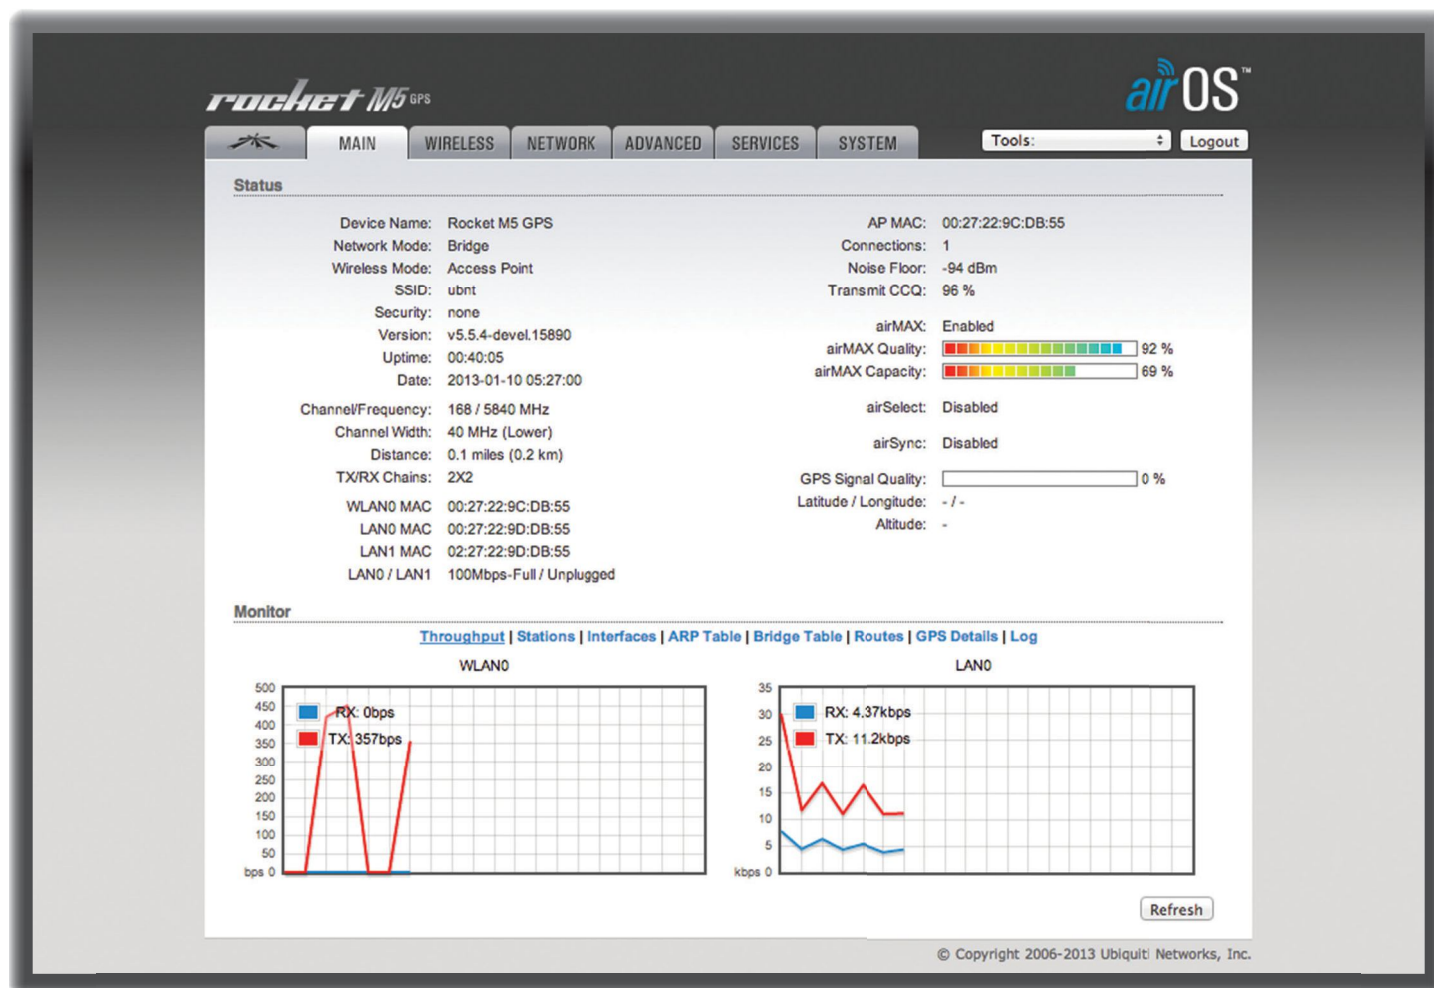 rocket M5 GPS
airOS™
MAIN
WIRELESS
NETWORK
ADVANCED
SERVICES
SYSTEM
Tools:
Logout
Status
Device Name: Rocket M5 GPS
Network Mode: Bridge
Wireless Mode: Access Point
SSID: ubnt
Security: none
Version: v5.5.4-devel.15890
Uptime: 00:40:05
Date: 2013-01-10 05:27:00
Channel/Frequency: 168 / 5840 MHz
Channel Width: 40 MHz (Lower)
Distance: 0.1 miles (0.2 km)
TX/RX Chains: 2X2
WLAN0 MAC 00:27:22:9C:DB:55
LAN0 MAC 00:27:22:9D:DB:55
LAN1 MAC 02:27:22:9D:DB:55
LAN0 / LAN1 100Mbps-Full / Unplugged
AP MAC: 00:27:22:9C:DB:55
Connections: 1
Noise Floor: -94 dBm
Transmit CCQ: 96 %
airMAX: Enabled
airMAX Quality: 92 %
airMAX Capacity: 69 %
airSelect: Disabled
airSync: Disabled
GPS Signal Quality: 0 %
Latitude / Longitude: - / -
Altitude: -
Monitor
Throughput | Stations | Interfaces | ARP Table | Bridge Table | Routes | GPS Details | Log
WLAN0
500
450
400
350
300
250
200
150
100
50
bps 0
RX: 0bps
TX: 357bps
LAN0
35
30
25
20
15
10
5
kbps 0
RX: 4.37kbps
TX: 11.2kbps
Refresh
© Copyright 2006-2013 Ubiquiti Networks, Inc.